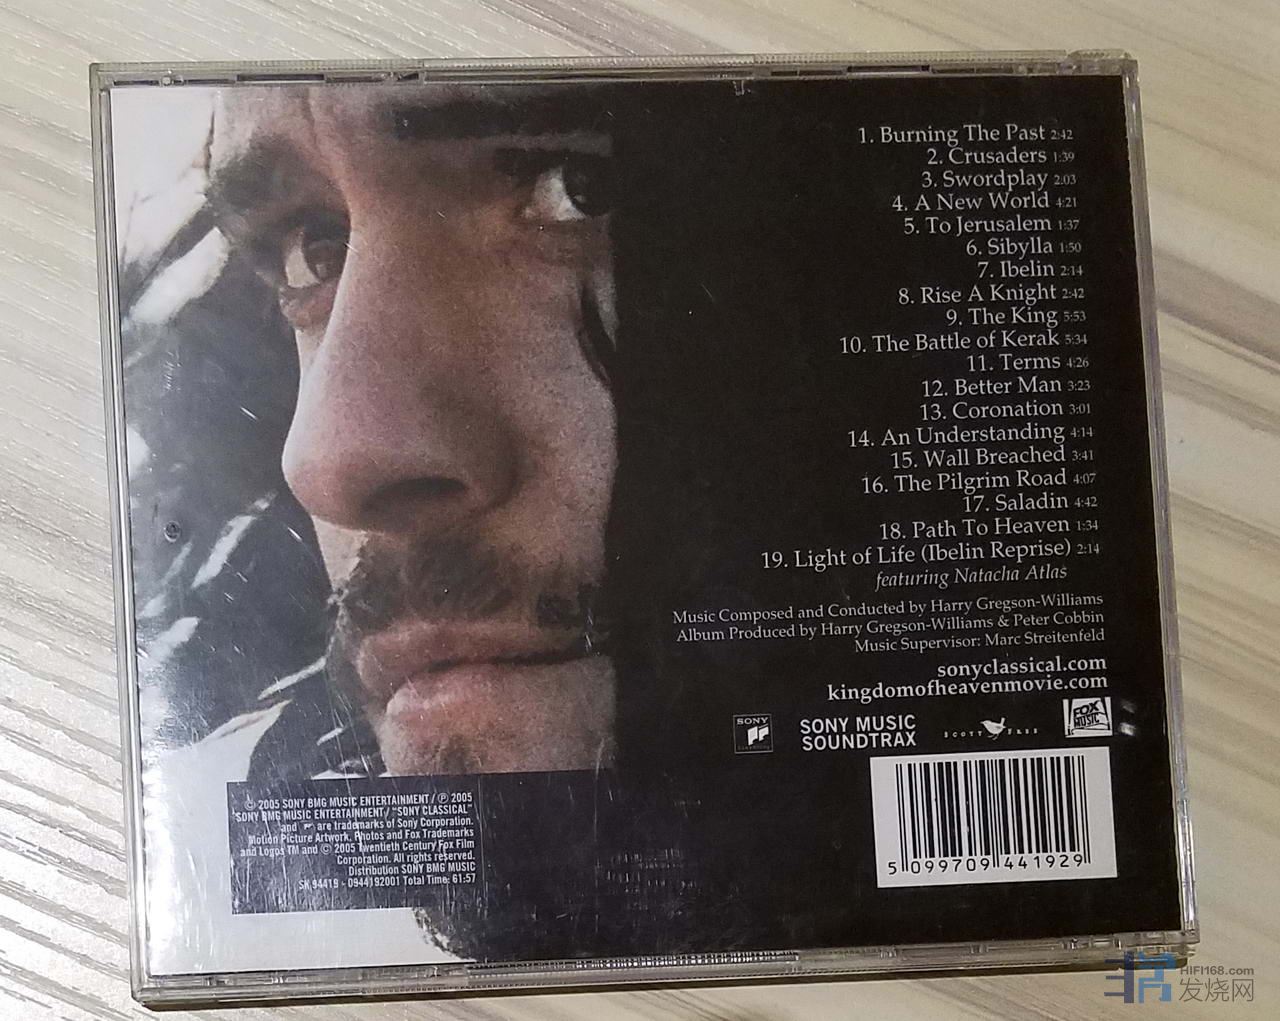 1. Burning The Past 2:42
2. Crusaders 1:39
3. Swordplay 2:03
4. A New World 4:21
5. To Jerusalem 1:37
6. Sibylla 1:50
7. Ibelin 2:14
8. Rise A Knight 2:42
9. The King 5:53
10. The Battle of Kerak 5:34
11. Terms 4:26
12. Better Man 3:23
13. Coronation 3:01
14. An Understanding 4:14
15. Wall Breached 3:41
16. The Pilgrim Road 4:07
17. Saladin 4:42
18. Path To Heaven 1:34
19. Light of Life (Ibelin Reprise) 2:14
featuring Natacha Atlas
Music Composed and Conducted by Harry Gregson-Williams
Album Produced by Harry Gregson-Williams & Peter Cobbin
Music Supervisor: Marc Streitenfeld
sonyclassical.com
kingdomofheavenmovie.com
SONY
SONY MUSIC
SOUNDTRAX
SCOTT FREE
FOX
MUSIC
© 2005 SONY BMG MUSIC ENTERTAINMENT / ℗ 2005
SONY BMG MUSIC ENTERTAINMENT / "SONY CLASSICAL"
and are trademarks of Sony Corporation.
Motion Picture Artwork, Photos and Fox Trademarks
and Logos TM and © 2005 Twentieth Century Fox Film
Corporation. All rights reserved.
Distribution SONY BMG MUSIC
SK 94419 - 0944192001 Total Time: 61:57
5 099709 441929
HIFI168.com
发烧网